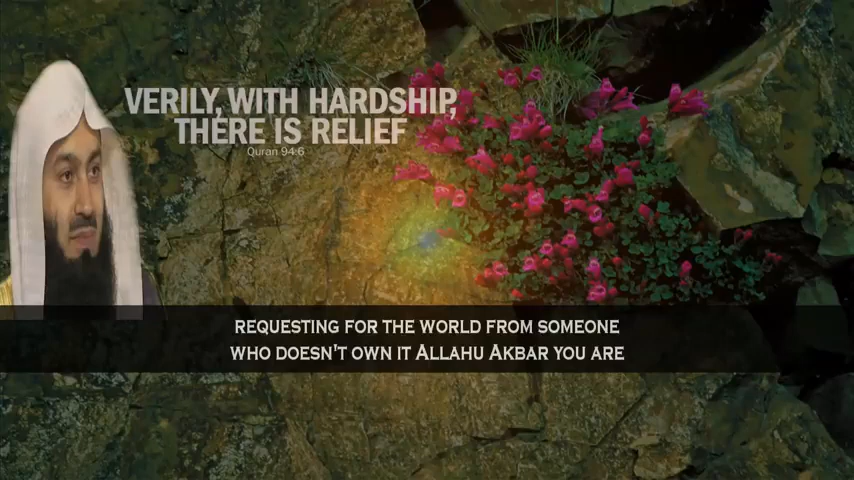 VERILY, WITH HARDSHIP,
THERE IS RELIEF
Quran 94:6
REQUESTING FOR THE WORLD FROM SOMEONE
WHO DOESN'T OWN IT ALLAHU AKBAR YOU ARE